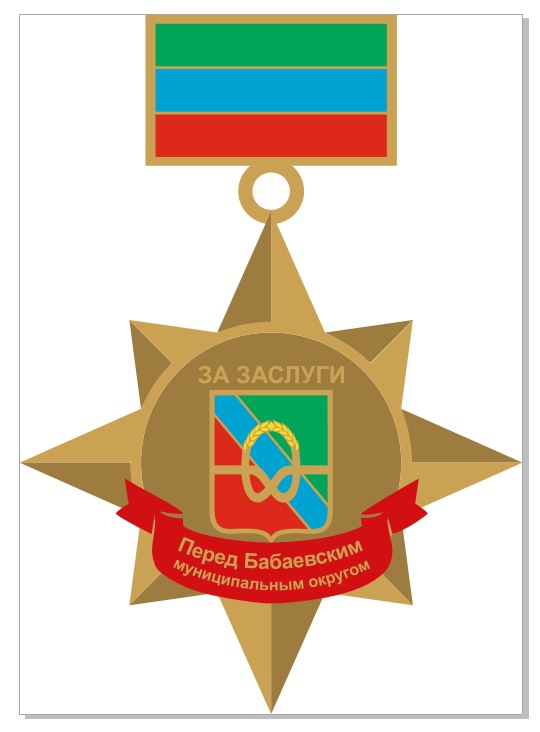 ЗА ЗАСЛУГИ
Перед Бабаевским
муниципальным округом